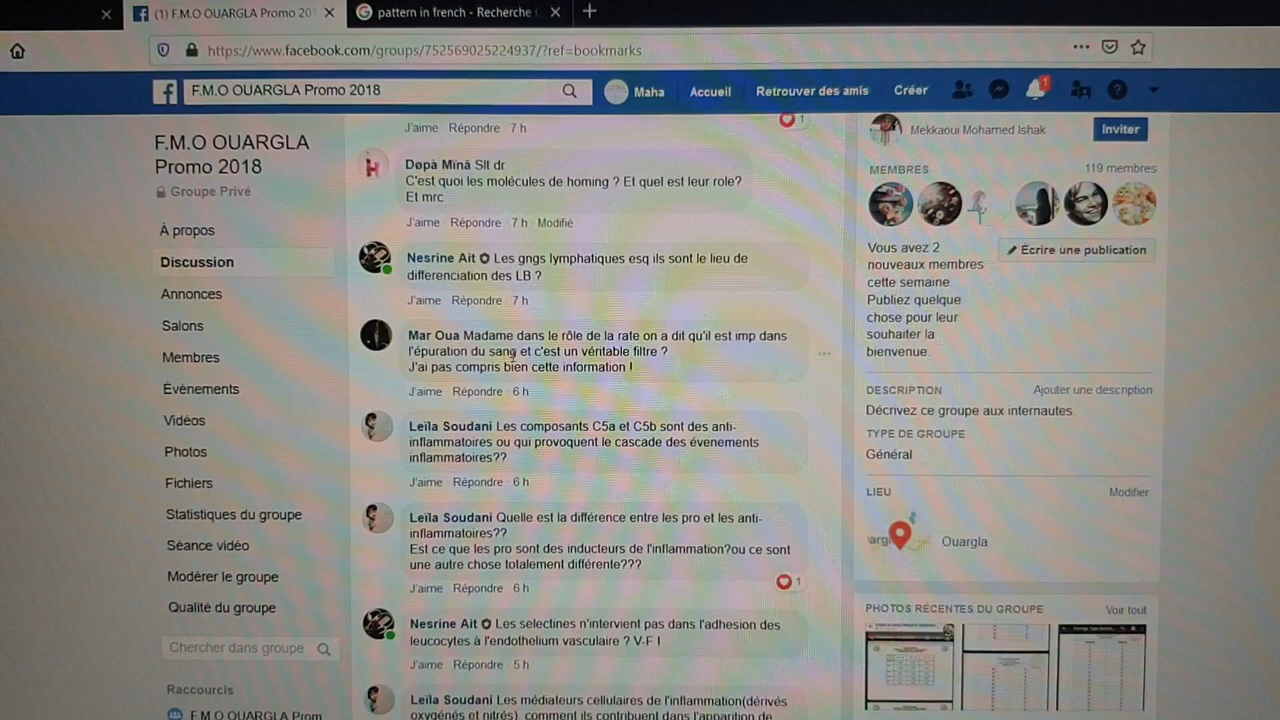 (1) F.M.O OUARGLA Promo 201
pattern in french - Recherche
https://www.facebook.com/groups/752569025224937/?ref=bookmarks
F.M.O OUARGLA Promo 2018
Maha
Accueil
Retrouver des amis
Créer
1
F.M.O OUARGLA
Promo 2018
Groupe Privé
À propos
Discussion
Annonces
Salons
Membres
Événements
Vidéos
Photos
Fichiers
Statistiques du groupe
Séance vidéo
Modérer le groupe
Qualité du groupe
Chercher dans groupe
Raccourcis
F.M.O OUARGLA Prom
J'aime Répondre 7 h
1
Døpà Mïnä Slt dr
C'est quoi les molécules de homing ? Et quel est leur role?
Et mrc
J'aime Répondre 7 h Modifié
Nesrine Ait Les gngs lymphatiques esq ils sont le lieu de
differenciation des LB ?
J'aime Répondre · 7 h
Mar Oua Madame dans le rôle de la rate on a dit qu'il est imp dans
l'épuration du sang et c'est un véritable filtre ?
J'ai pas compris bien cette information !
J'aime Répondre · 6 h
Leïla Soudani Les composants C5a et C5b sont des anti-
inflammatoires ou qui provoquent le cascade des évenements
inflammatoires??
J'aime Répondre · 6 h
Leïla Soudani Quelle est la différence entre les pro et les anti-
inflammatoires??
Est ce que les pro sont des inducteurs de l'inflammation?ou ce sont
une autre chose totalement différente???
1
J'aime Répondre · 6 h
Nesrine Ait Les selectines n'intervient pas dans l'adhesion des
leucocytes à l'endothelium vasculaire ? V-F !
J'aime Répondre · 5 h
Leïla Soudani Les médiateurs cellulaires de l'inflammation(dérivés
oxygénés et nitrés) comment ils contribuent dans l'apparition de
Mekkaoui Mohamed Ishak
Inviter
MEMBRES
119 membres
Vous avez 2
nouveaux membres
cette semaine.
Publiez quelque
chose pour leur
souhaiter la
bienvenue.
Écrire une publication
DESCRIPTION
Ajouter une description
Décrivez ce groupe aux internautes.
TYPE DE GROUPE
Général
LIEU
Modifier
Ouargla
PHOTOS RÉCENTES DU GROUPE
Voir tout